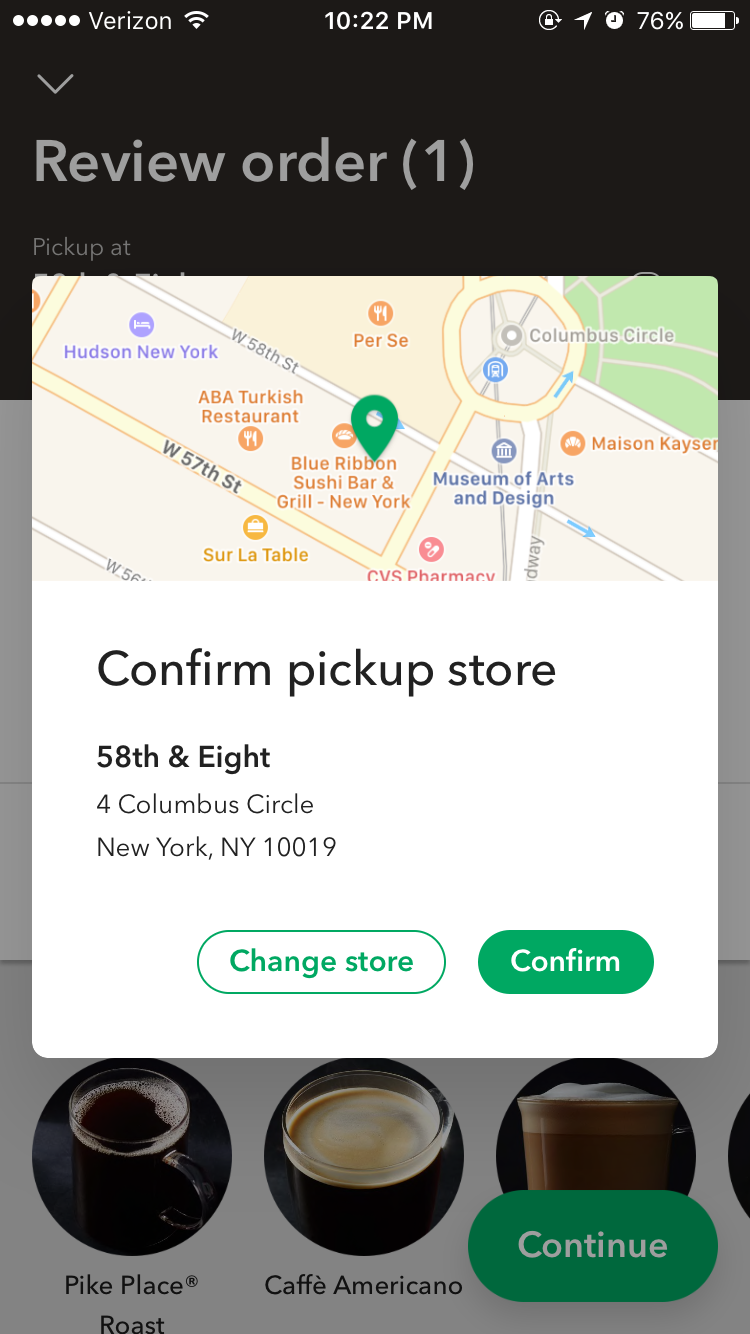 Verizon 10:22 PM 76%
Review order (1)
Pickup at
Hudson New York
W 58th St
Per Se
Columbus Circle
ABA Turkish
Restaurant
W 57th St
Blue Ribbon
Sushi Bar &
Grill - New York
Maison Kayser
Museum of Arts
and Design
Sur La Table
CVS Pharmacy
Confirm pickup store
58th & Eight
4 Columbus Circle
New York, NY 10019
Change store
Confirm
Continue
Pike Place®
Roast
Caffè Americano